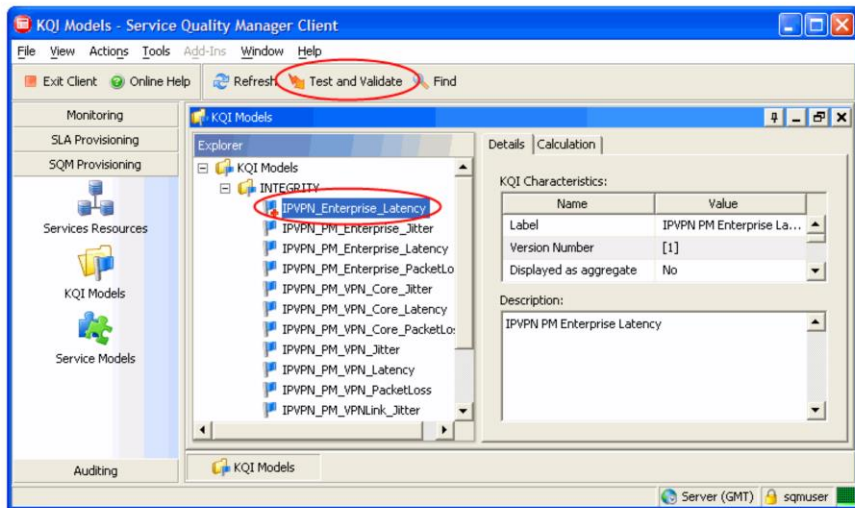 KQI Models - Service Quality Manager Client
File View Actions Tools Add-Ins Window Help
Exit Client Online Help Refresh Test and Validate Find
Monitoring
SLA Provisioning
SQM Provisioning
Services Resources
KQI Models
Service Models
Auditing
KQI Models
Explorer
KQI Models
INTEGRITY
IPVPN_Enterprise_Latency
IPVPN_PM_Enterprise_Jitter
IPVPN_PM_Enterprise_Latency
IPVPN_PM_Enterprise_PacketLo
IPVPN_PM_VPN_Core_Jitter
IPVPN_PM_VPN_Core_Latency
IPVPN_PM_VPN_Core_PacketLo
IPVPN_PM_VPN_Jitter
IPVPN_PM_VPN_Latency
IPVPN_PM_VPN_PacketLoss
IPVPN_PM_VPNLink_Jitter
Details Calculation
KQI Characteristics:
Name Value
Label IPVPN PM Enterprise La...
Version Number [1]
Displayed as aggregate No
Description:
IPVPN PM Enterprise Latency
KQI Models
Server (GMT) sqmuser